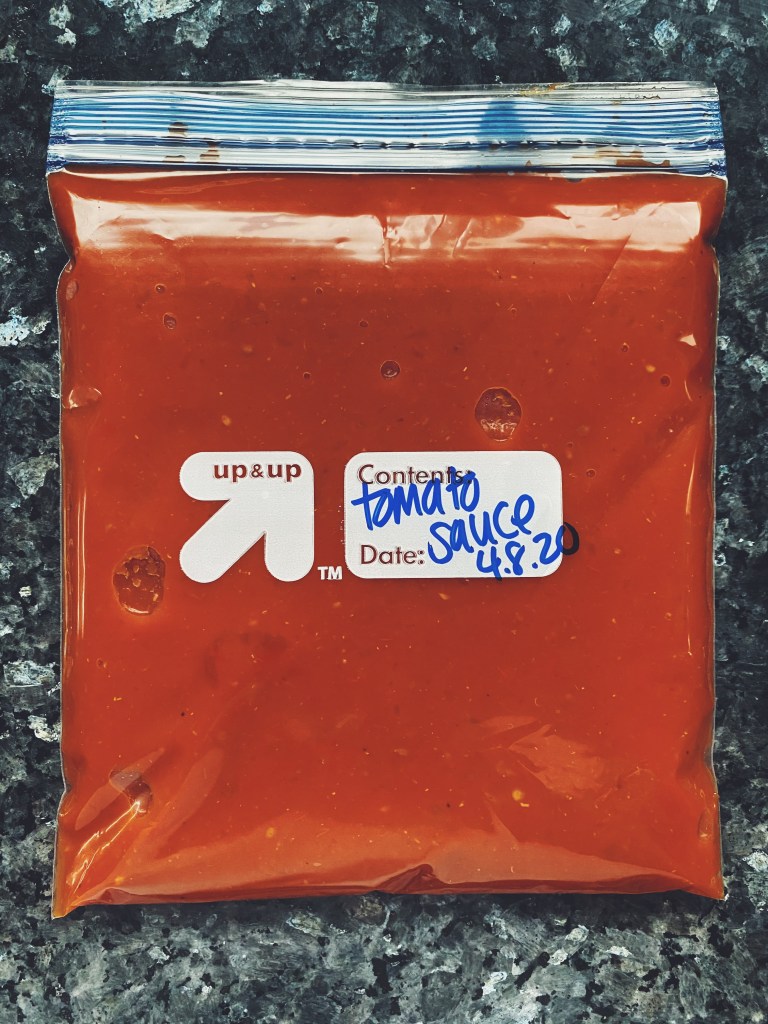 up&up
TM
Contents:
tomato
sauce
Date:
4.8.20